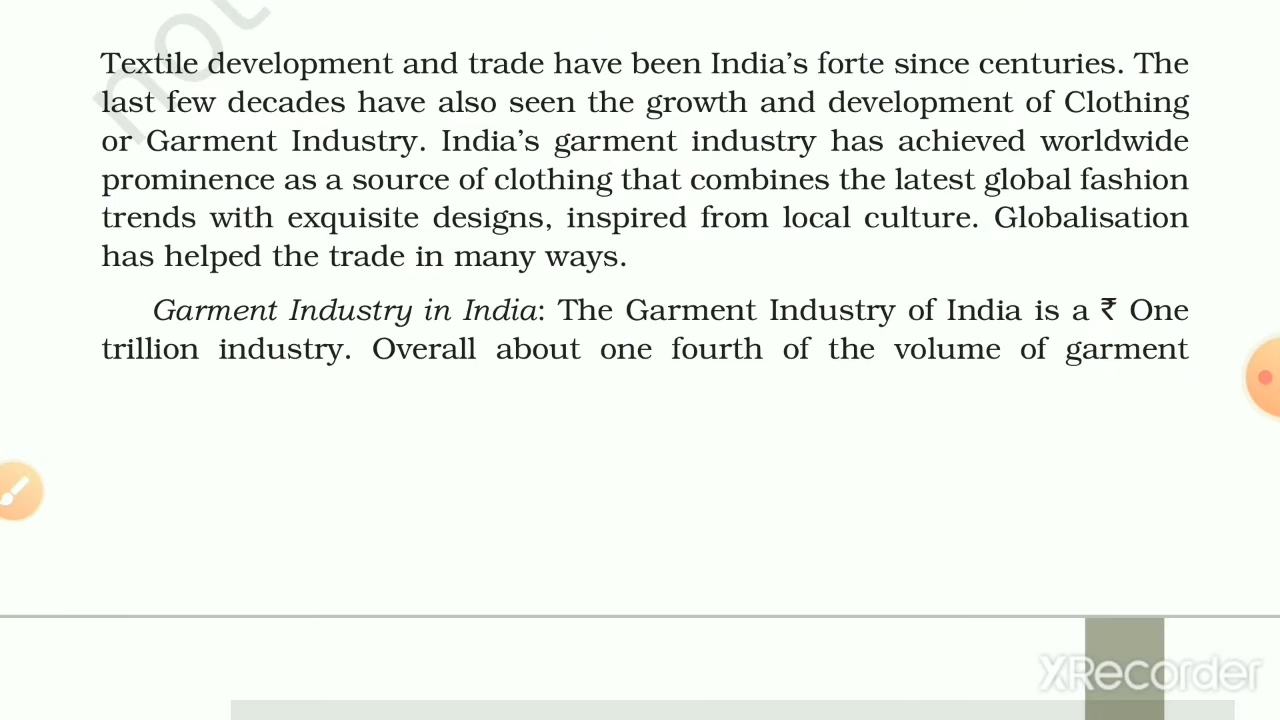 not
Textile development and trade have been India's forte since centuries. The
last few decades have also seen the growth and development of Clothing
or Garment Industry. India's garment industry has achieved worldwide
prominence as a source of clothing that combines the latest global fashion
trends with exquisite designs, inspired from local culture. Globalisation
has helped the trade in many ways.
Garment Industry in India: The Garment Industry of India is a ₹ One
trillion industry. Overall about one fourth of the volume of garment
XRecorder